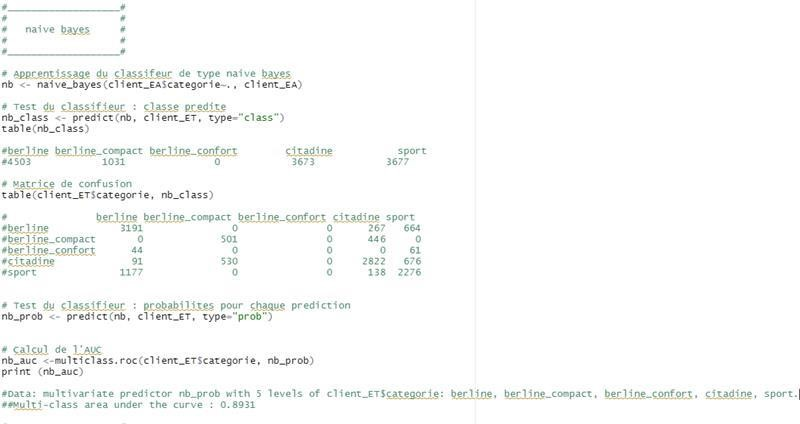 #___________________#
#                   #
#   naive bayes     #
#                   #
#___________________#
# Apprentissage du classifeur de type naive bayes
nb <- naive_bayes(client_EA$categorie~., client_EA)
# Test du classifieur : classe predite
nb_class <- predict(nb, client_ET, type="class")
table(nb_class)
#berline berline_compact berline_confort citadine sport
#4503 1031 0 3673 3677
# Matrice de confusion
table(client_ET$categorie, nb_class)
# berline berline_compact berline_confort citadine sport
#berline 3191 0 0 267 664
#berline_compact 0 501 0 446 0
#berline_confort 44 0 0 0 61
#citadine 91 530 0 2822 676
#sport 1177 0 0 138 2276
# Test du classifieur : probabilites pour chaque prediction
nb_prob <- predict(nb, client_ET, type="prob")
# Calcul de l'AUC
nb_auc <-multiclass.roc(client_ET$categorie, nb_prob)
print (nb_auc)
#Data: multivariate predictor nb_prob with 5 levels of client_ET$categorie: berline, berline_compact, berline_confort, citadine, sport.
##Multi-class area under the curve : 0.8931
#___________________#